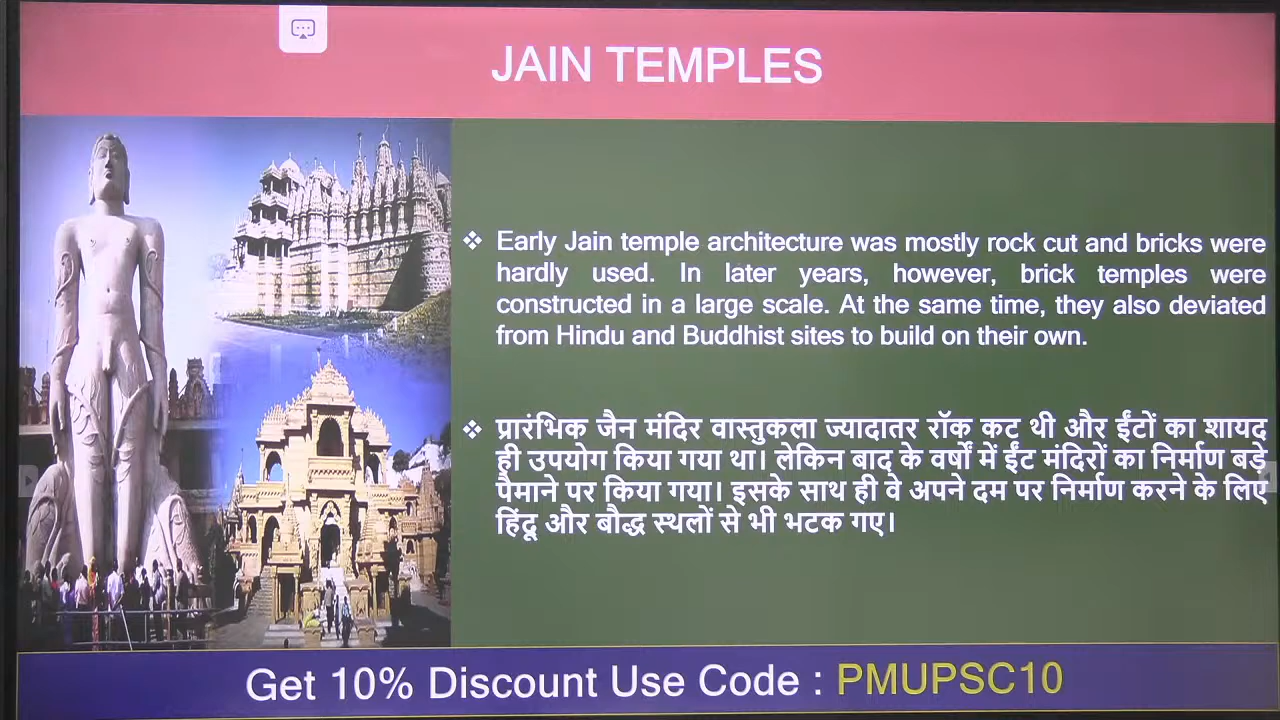 JAIN TEMPLES
❖ Early Jain temple architecture was mostly rock cut and bricks were
hardly used. In later years, however, brick temples were
constructed in a large scale. At the same time, they also deviated
from Hindu and Buddhist sites to build on their own.
❖ प्रारंभिक जैन मंदिर वास्तुकला ज्यादातर रॉक कट थी और ईंटों का शायद
ही उपयोग किया गया था। लेकिन बाद के वर्षों में ईंट मंदिरों का निर्माण बड़े
पैमाने पर किया गया। इसके साथ ही वे अपने दम पर निर्माण करने के लिए
हिंदू और बौद्ध स्थलों से भी भटक गए।
Get 10% Discount Use Code : PMUPSC10